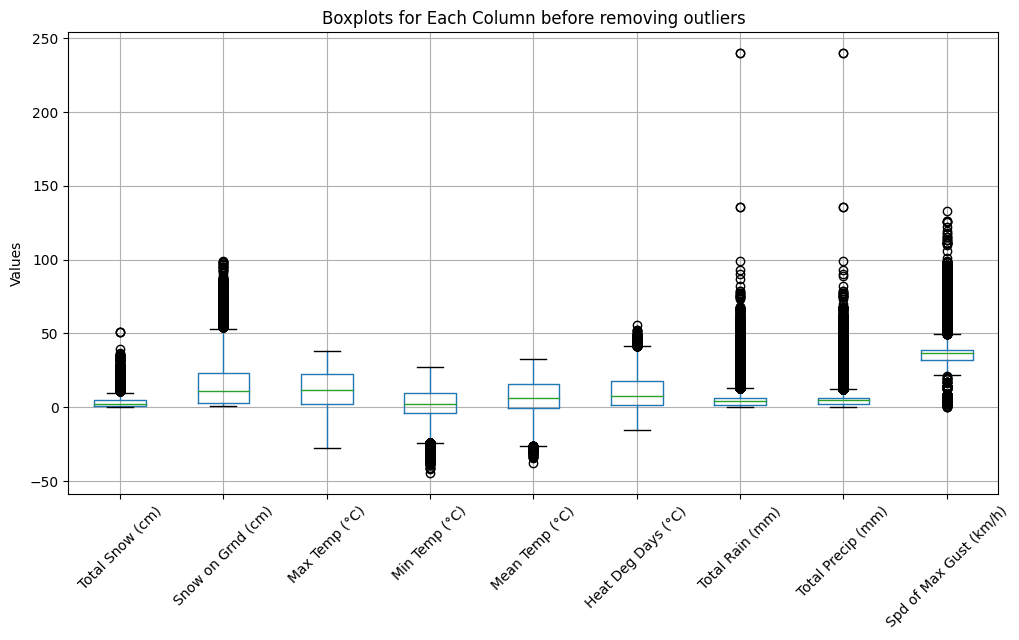 Boxplots for Each Column before removing outliers
250
200
150
100
50
0
−50
Values
Total Snow (cm)
Snow on Grnd (cm)
Max Temp (°C)
Min Temp (°C)
Mean Temp (°C)
Heat Deg Days (°C)
Total Rain (mm)
Total Precip (mm)
Spd of Max Gust (km/h)